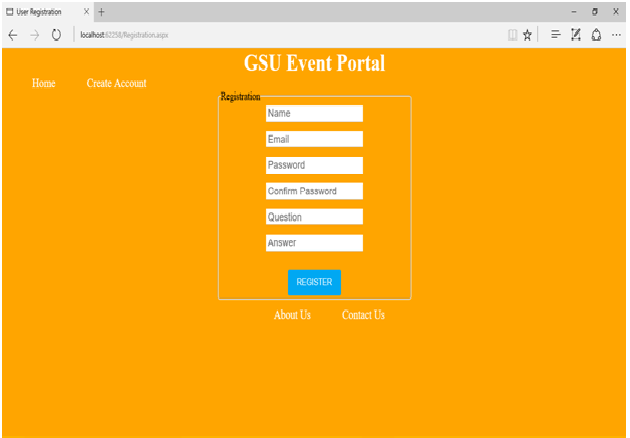 User Registration
localhost:62258/Registration.aspx
GSU Event Portal
Home Create Account
Registration
Name
Email
Password
Confirm Password
Question
Answer
REGISTER
About Us Contact Us